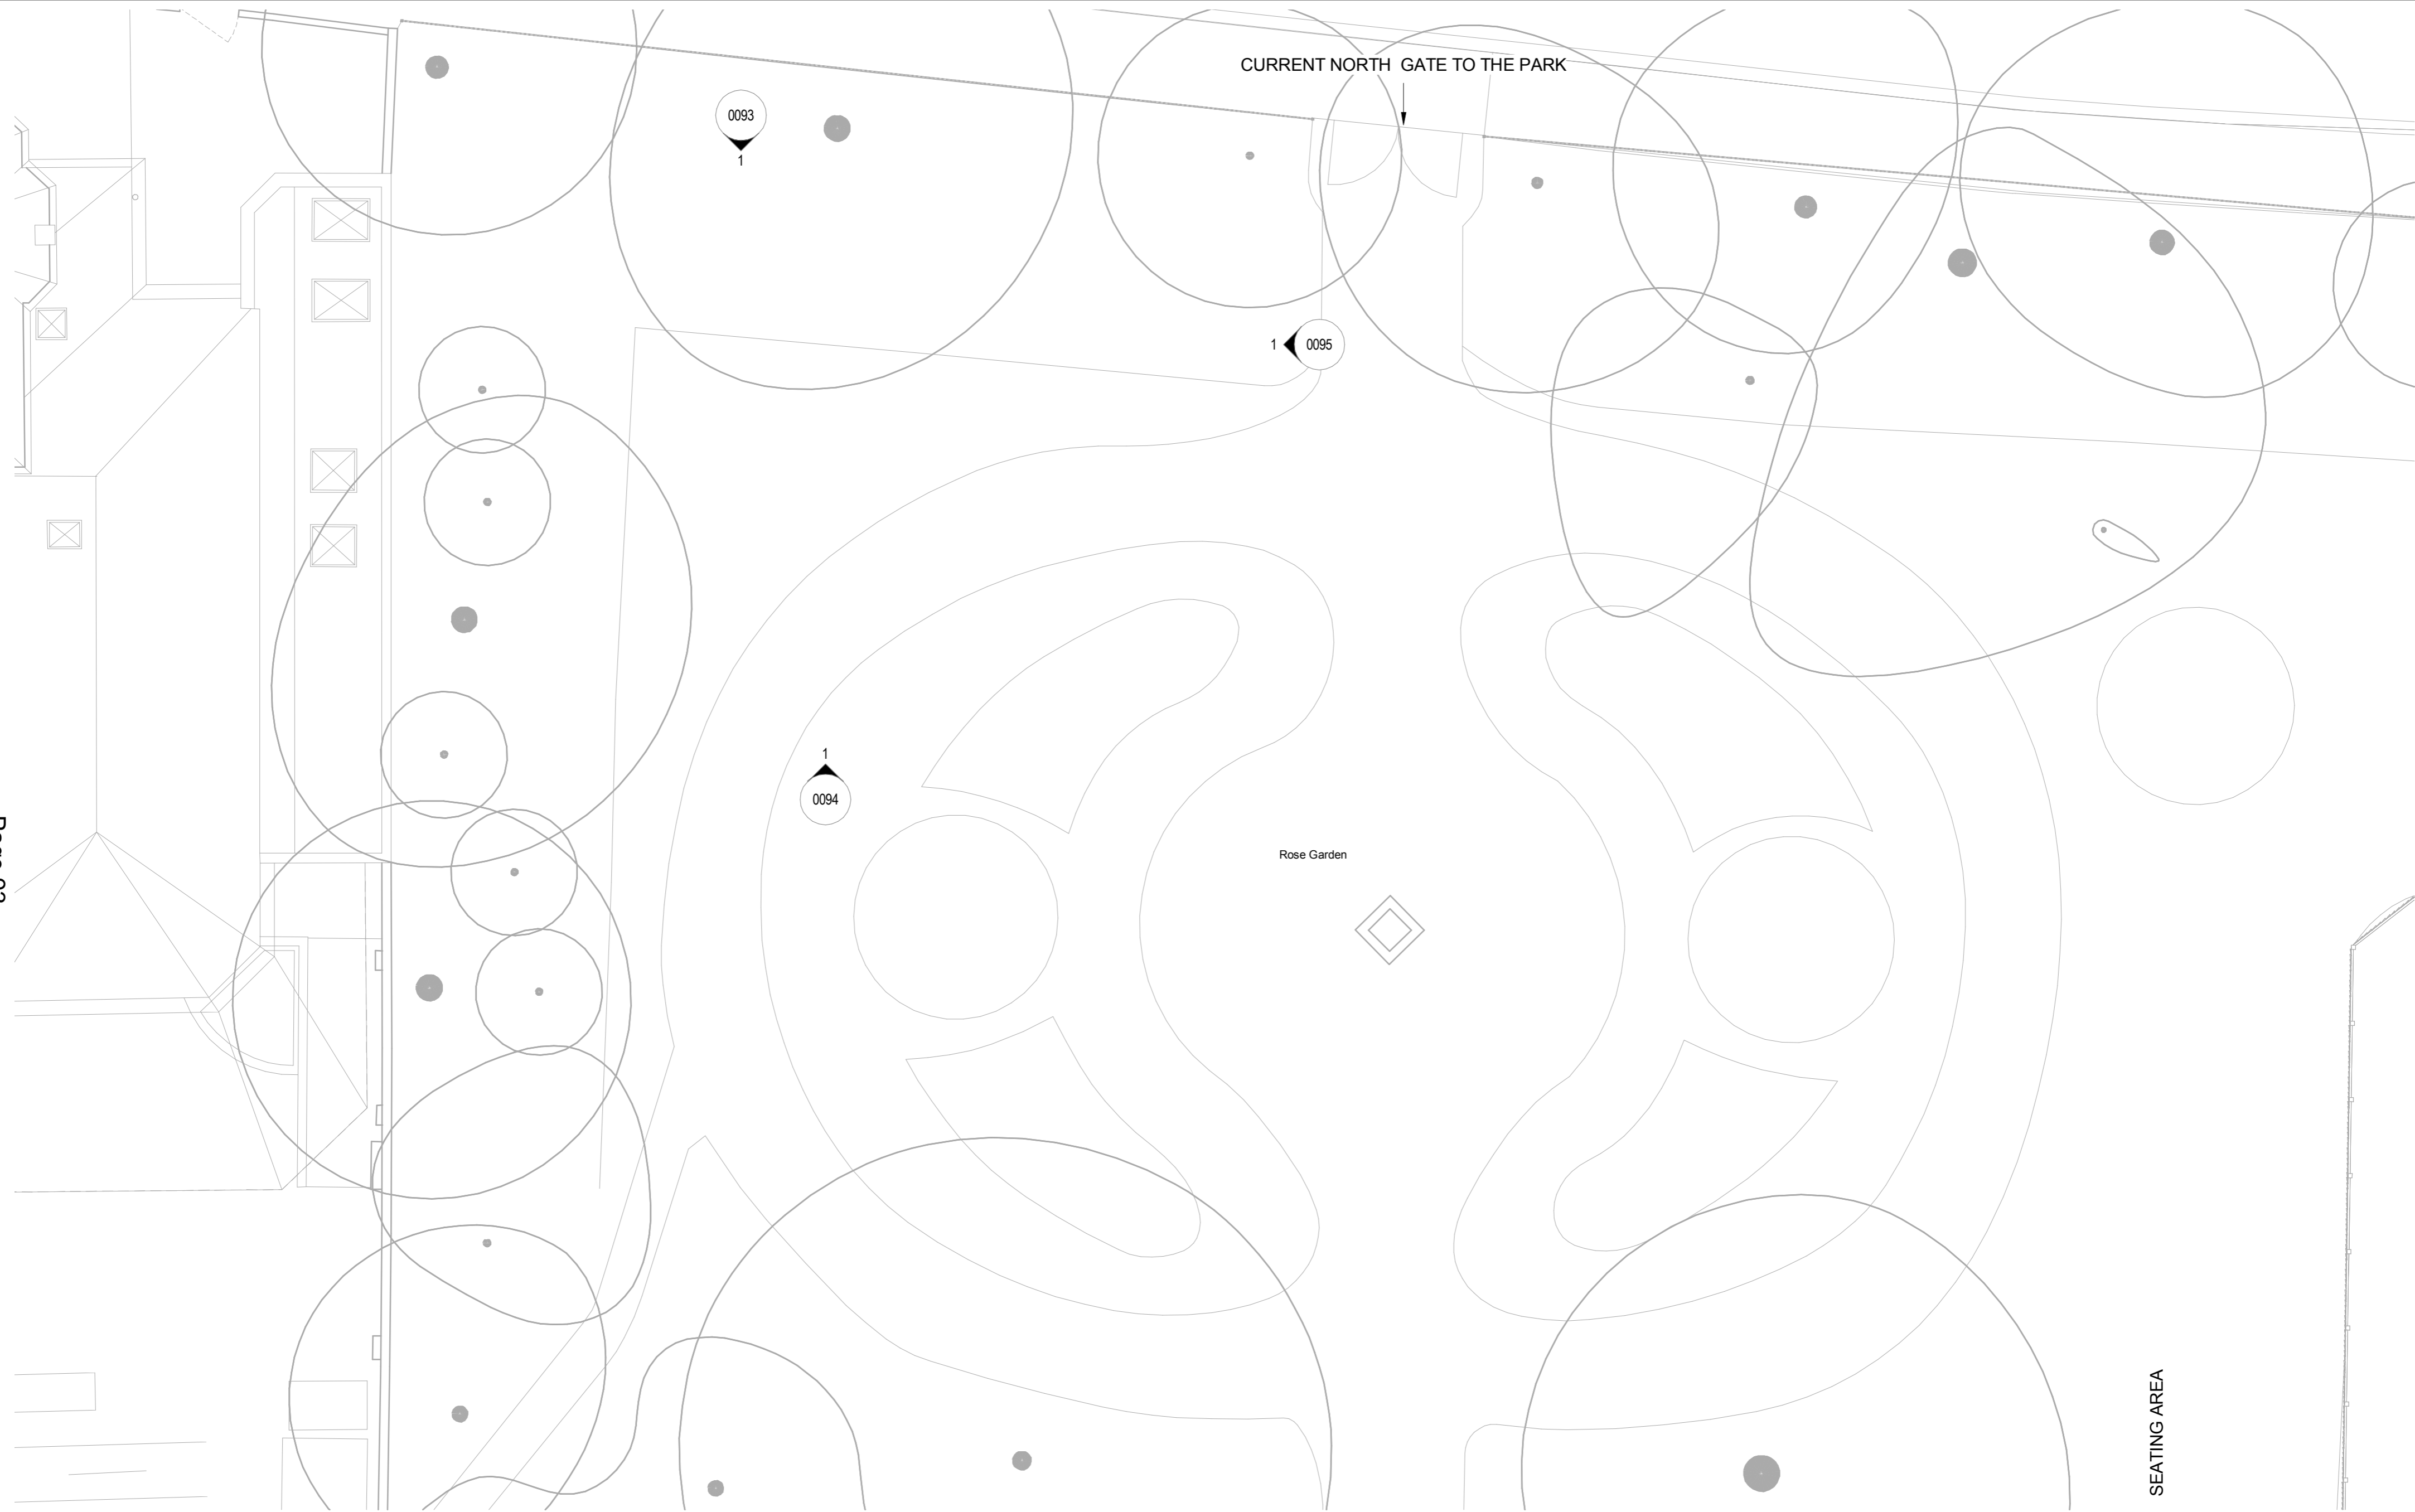 CURRENT NORTH GATE TO THE PARK
0093
1
1 0095
1
0094
Rose Garden
SEATING AREA